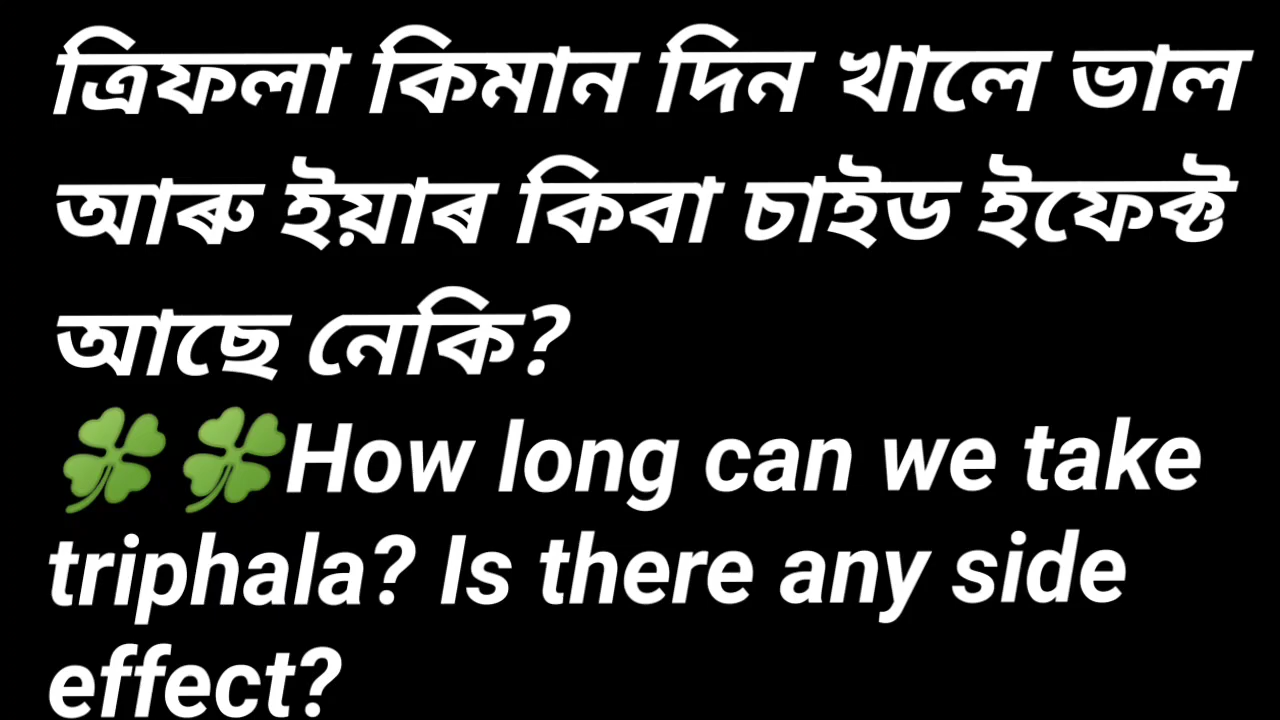 ত্ৰিফলা কিমান দিন খালে ভাল
আৰু ইয়াৰ কিবা চাইড ইফেক্ট
আছে নেকি?
🍀🍀How long can we take
triphala? Is there any side
effect?